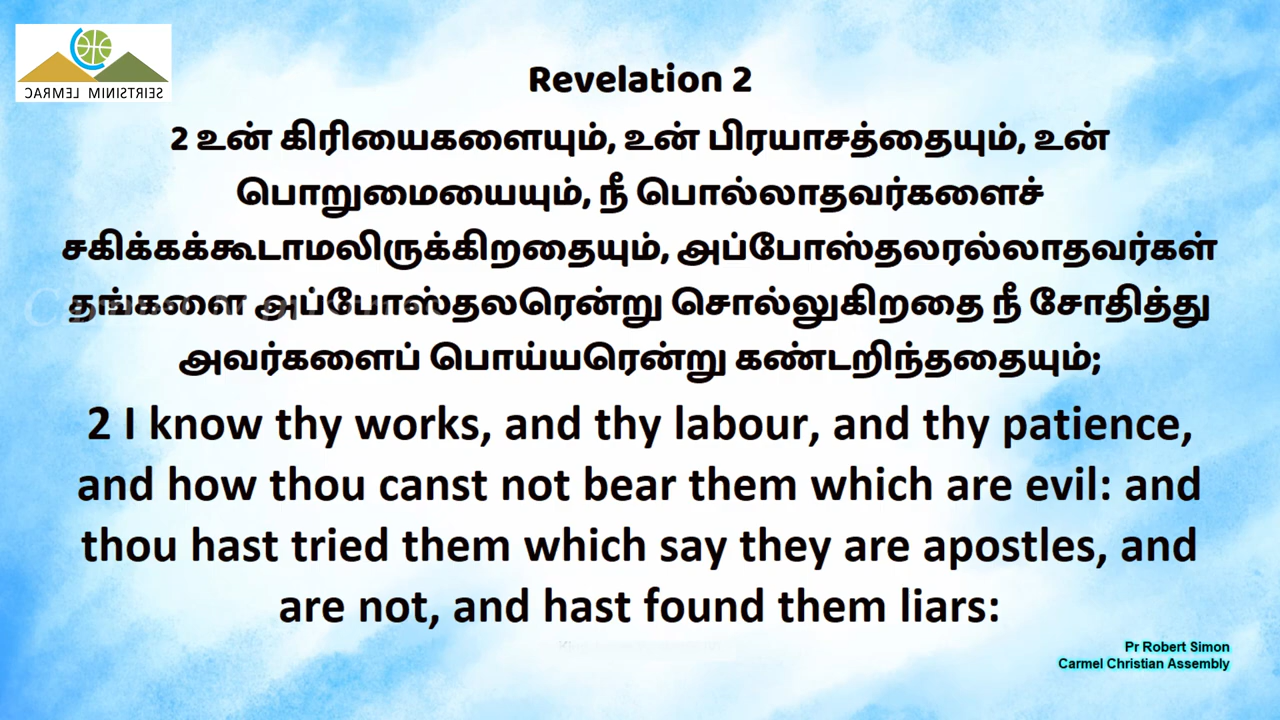 CARMEL MINISTRIES
Revelation 2
2 உன் கிரியைகளையும், உன் பிரயாசத்தையும், உன்
பொறுமையையும், நீ பொல்லாதவர்களைச்
சகிக்கக்கூடாமலிருக்கிறதையும், அப்போஸ்தலரல்லாதவர்கள்
தங்களை அப்போஸ்தலரென்று சொல்லுகிறதை நீ சோதித்து
அவர்களைப் பொய்யரென்று கண்டறிந்ததையும்;
2 I know thy works, and thy labour, and thy patience,
and how thou canst not bear them which are evil: and
thou hast tried them which say they are apostles, and
are not, and hast found them liars:
Pr Robert Simon
Carmel Christian Assembly